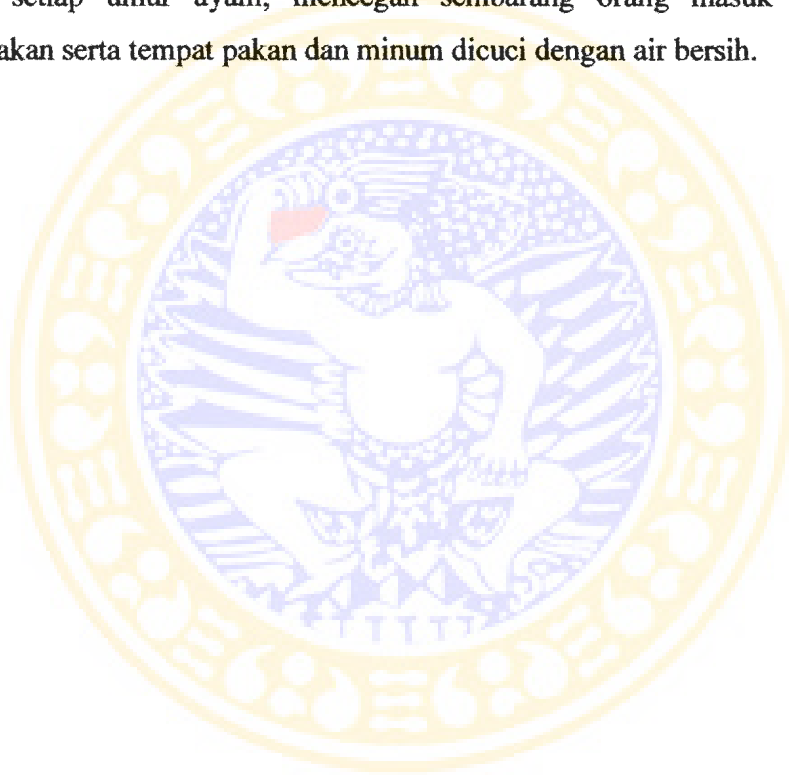 setiap umur ayam, mencegah sembarang orang masuk
akan serta tempat pakan dan minum dicuci dengan air bersih.